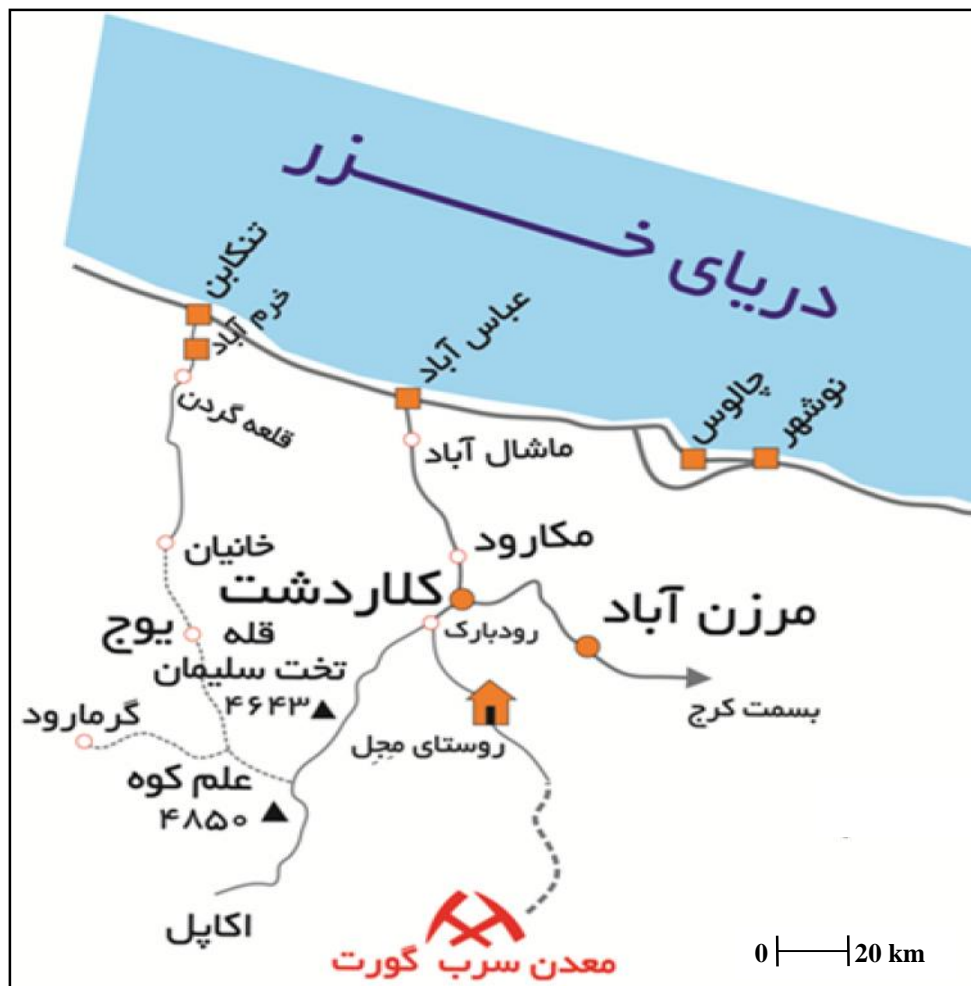 دریای خزر
تنکابن
خرم آباد
قلعه گردن
عباس آباد
ماشال آباد
چالوس
نوشهر
خانیان
مکارود
کلاردشت
مرزن آباد
رودبارک
یوج
قله
تخت سلیمان
۴۶۴۳
بسمت کرج
گرمارود
روستای مجل
علم کوه
۴۸۵۰
اکاپل
معدن سرب گورت
0 20 km